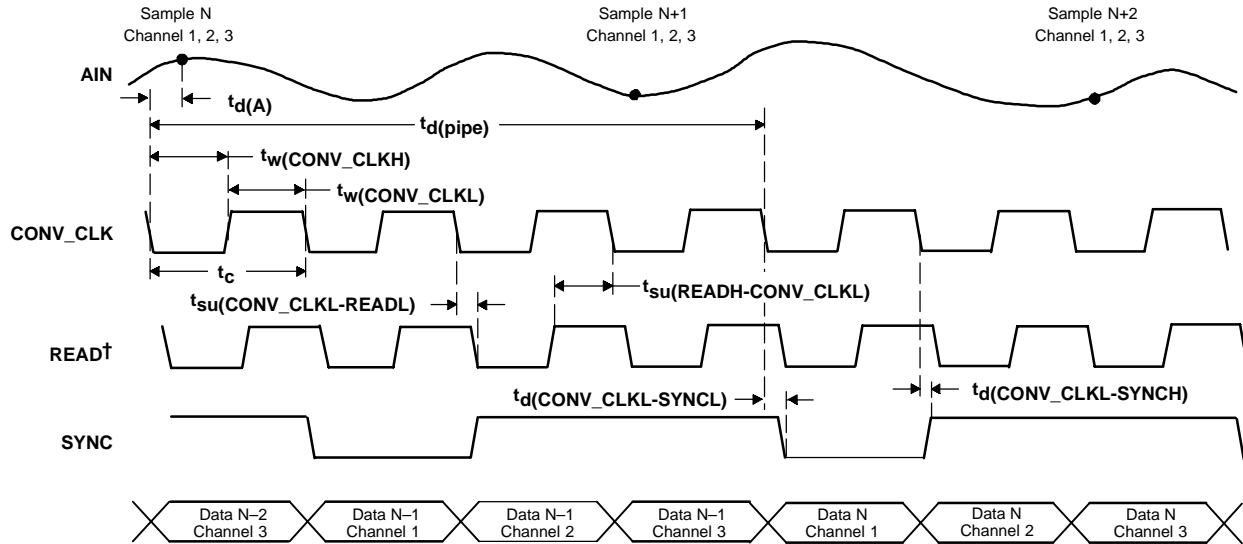 Sample N
Channel 1, 2, 3
Sample N+1
Channel 1, 2, 3
Sample N+2
Channel 1, 2, 3
AIN
td(A)
td(pipe)
tw(CONV_CLKH)
tw(CONV_CLKL)
CONV_CLK
tc
tsu(CONV_CLKL-READL)
tsu(READH-CONV_CLKL)
READ†
td(CONV_CLKL-SYNCL)
td(CONV_CLKL-SYNCH)
SYNC
Data N–2
Channel 3
Data N–1
Channel 1
Data N–1
Channel 2
Data N–1
Channel 3
Data N
Channel 1
Data N
Channel 2
Data N
Channel 3